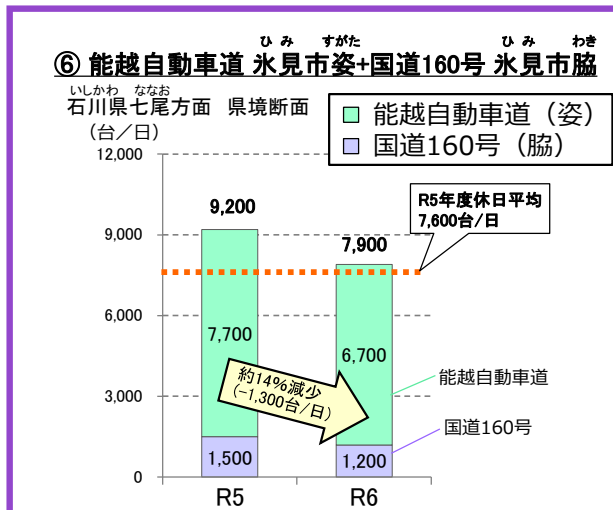 ひみ すがた ひみ わき
⑥ 能越自動車道 氷見市姿+国道160号 氷見市脇
いしかわ ななお
石川県七尾方面 県境断面
(台/日)
能越自動車道（姿）
国道160号（脇）
12,000
9,000
6,000
3,000
0
9,200
7,900
R5年度休日平均
7,600台/日
7,700
6,700
約14%減少
(-1,300台/日)
能越自動車道
国道160号
1,500
1,200
R5
R6